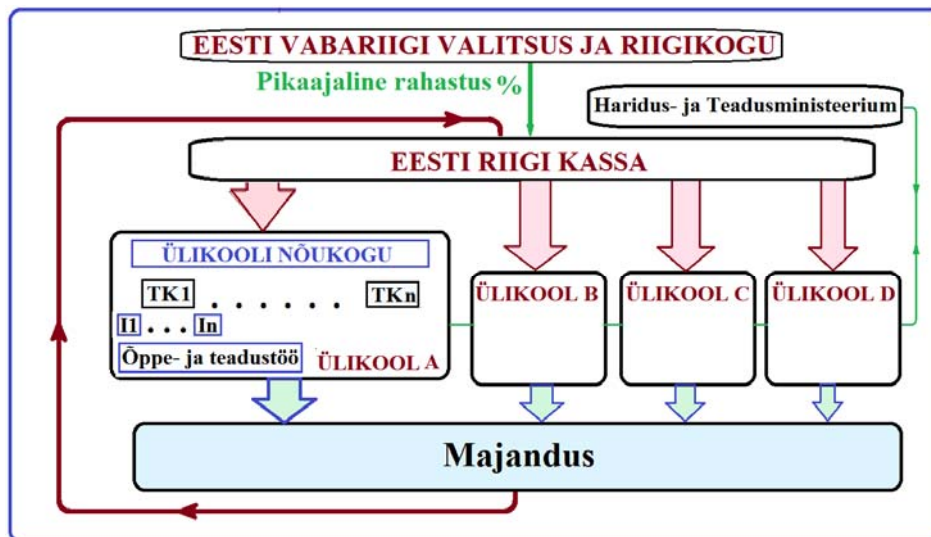 EESTI VABARIIGI VALITSUS JA RIIGIKOGU
Pikaajaline rahastus %
Haridus- ja Teadusministeerium
EESTI RIIGI KASSA
ÜLIKOOLI NÕUKOGU
TK1 . . . . . . TKn
I1 . . . In
Õppe- ja teadustöö
ÜLIKOOL A
ÜLIKOOL B
ÜLIKOOL C
ÜLIKOOL D
Majandus